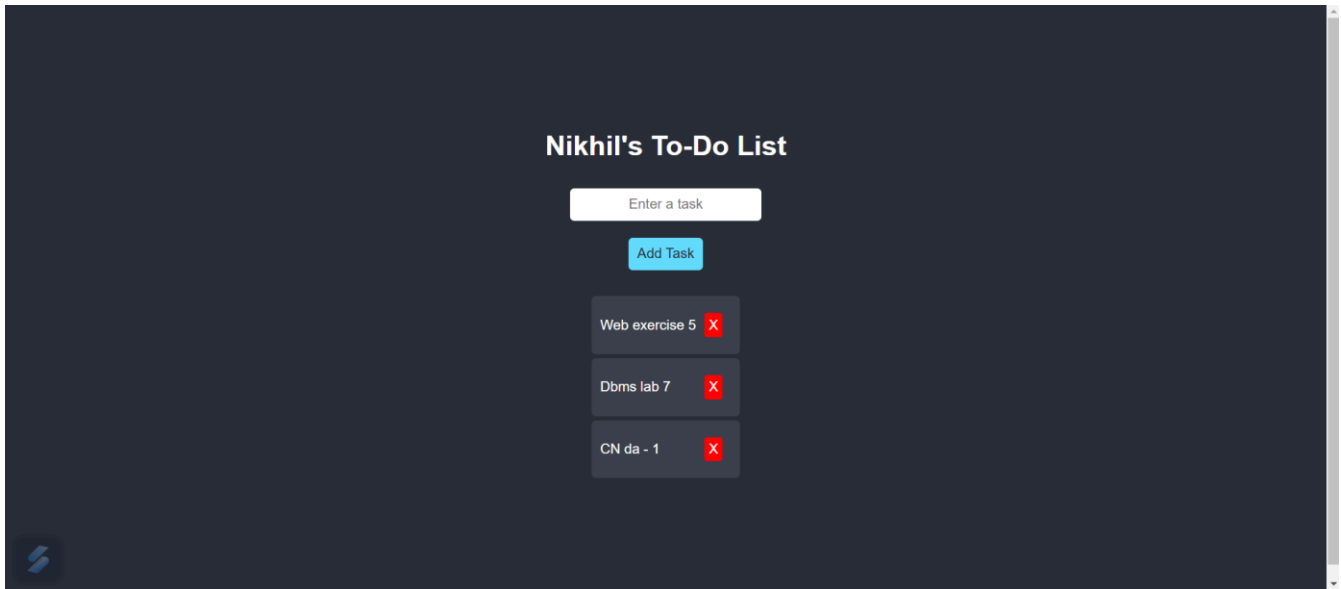 Nikhil's To-Do List
Enter a task
Add Task
Web exercise 5 X
Dbms lab 7 X
CN da - 1 X